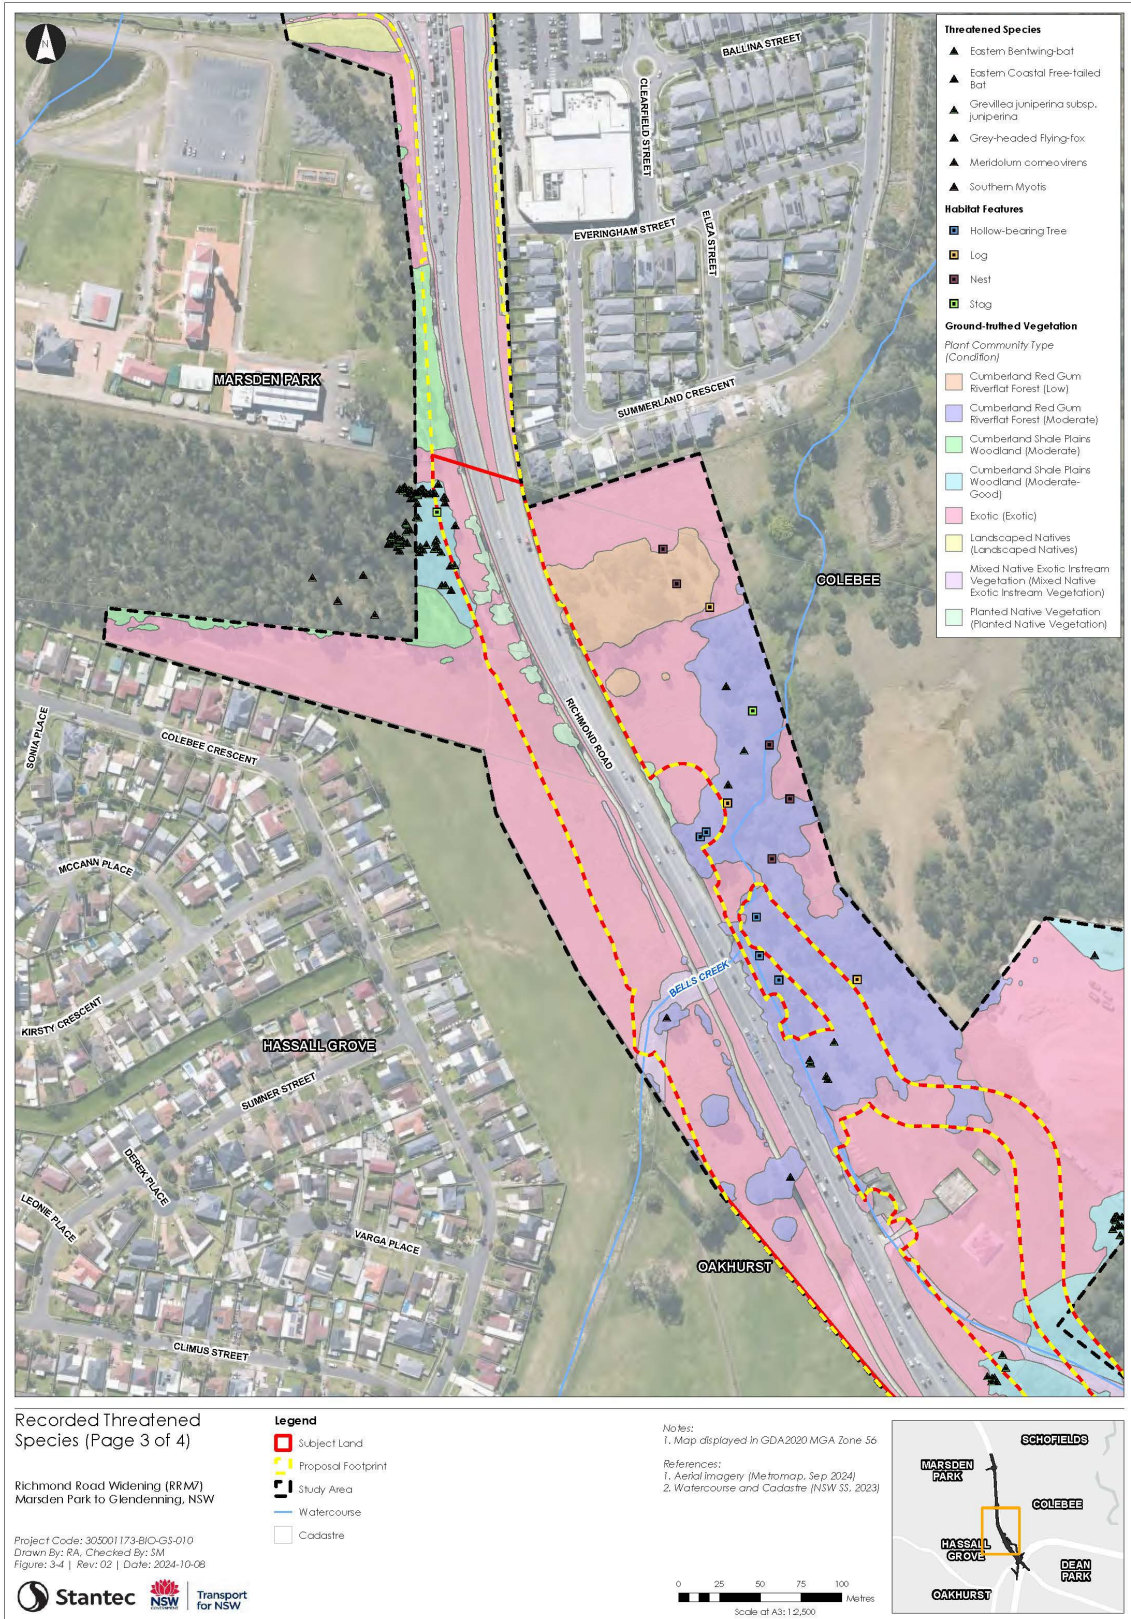 N
BALLINA STREET
CLEARFIELD STREET
EVERINGHAM STREET
ELIZA STREET
SUMMERLAND CRESCENT
MARSDEN PARK
COLEBEE
RICHMOND ROAD
SONIA PLACE
COLEBEE CRESCENT
MCCANN PLACE
KIRSTY CRESCENT
HASSALL GROVE
SUMNER STREET
BELLS CREEK
DEREK PLACE
LEONIE PLACE
VARGA PLACE
OAKHURST
CLIMUS STREET
Threatened Species
Eastern Bentwing-bat
Eastern Coastal Free-tailed
Bat
Grevillea juniperina subsp.
juniperina
Grey-headed Flying-fox
Meridolum corneovirens
Southern Myotis
Habitat Features
Hollow-bearing Tree
Log
Nest
Stag
Ground-truthed Vegetation
Plant Community Type
(Condition)
Cumberland Red Gum
Riverflat Forest (Low)
Cumberland Red Gum
Riverflat Forest (Moderate)
Cumberland Shale Plains
Woodland (Moderate)
Cumberland Shale Plains
Woodland (Moderate-
Good)
Exotic (Exotic)
Landscaped Natives
(Landscaped Natives)
Mixed Native Exotic Instream
Vegetation (Mixed Native
Exotic Instream Vegetation)
Planted Native Vegetation
(Planted Native Vegetation)
Recorded Threatened
Species (Page 3 of 4)
Richmond Road Widening (RRM7)
Marsden Park to Glendenning, NSW
Project Code: 305001173-BIO-GS-010
Drawn By: RA, Checked By: SM
Figure: 3-4 | Rev: 02 | Date: 2024-10-08
Stantec
NSW
GOVERNMENT
Transport
for NSW
Legend
Subject Land
Proposal Footprint
Study Area
Watercourse
Cadastre
Notes:
1. Map displayed in GDA2020 MGA Zone 56
References:
1. Aerial imagery (Metromap, Sep 2024)
2. Watercourse and Cadastre (NSW SS, 2023)
0 25 50 75 100
Metres
Scale at A3: 1:2,500
SCHOFIELDS
MARSDEN
PARK
COLEBEE
HASSALL
GROVE
DEAN
PARK
OAKHURST